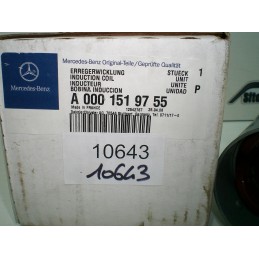 Mercedes-Benz Original-Teile/Geprüfte Qualität
Mercedes-Benz
ERREGERWICKLUNG STUECK 1
INDUCTION COIL UNIT
INDUCTEUR UNITE P
BOBINA INDUCCION UNIDAD
A 000 151 97 55
Made in FRANCE
10643
10643